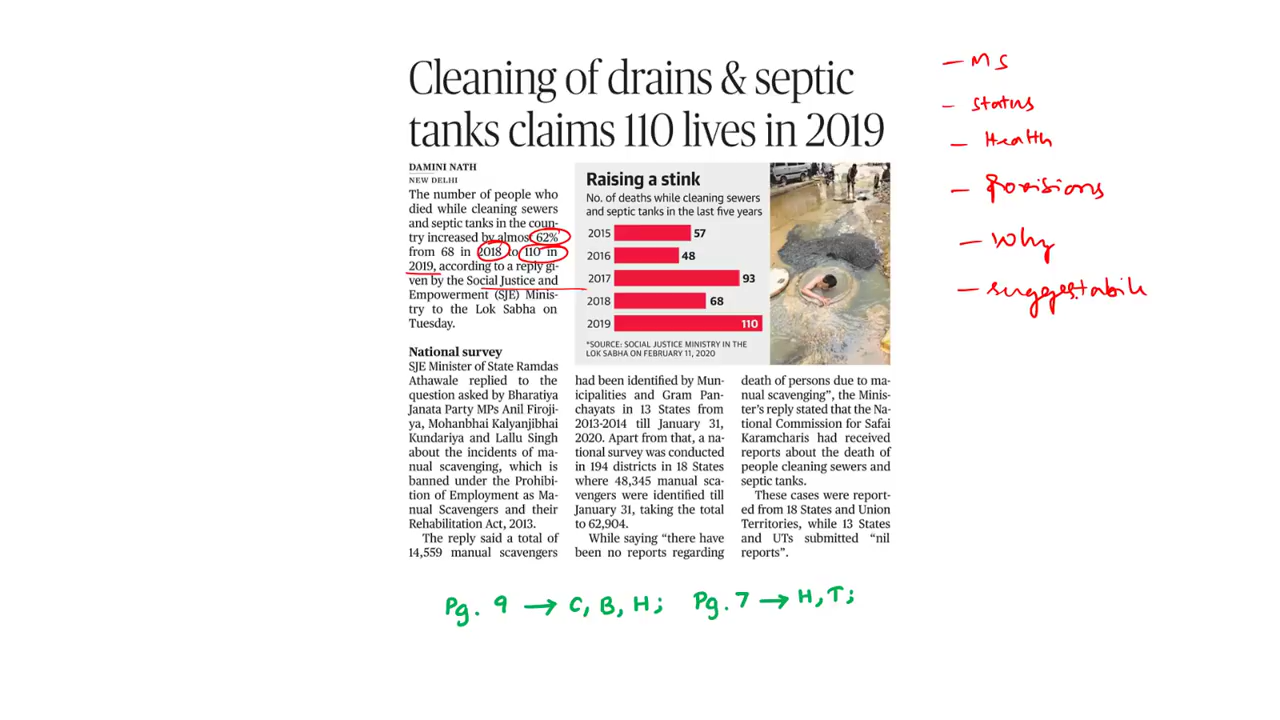 Cleaning of drains & septic
tanks claims 110 lives in 2019
DAMINI NATH
NEW DELHI
The number of people who
died while cleaning sewers
and septic tanks in the coun-
try increased by almost 62%
from 68 in 2018 to 110 in
2019, according to a reply gi-
ven by the Social Justice and
Empowerment (SJE) Minis-
try to the Lok Sabha on
Tuesday.
National survey
SJE Minister of State Ramdas
Athawale replied to the
question asked by Bharatiya
Janata Party MPs Anil Firoji-
ya, Mohanbhai Kalyanjibhai
Kundariya and Lallu Singh
about the incidents of ma-
nual scavenging, which is
banned under the Prohibi-
tion of Employment as Ma-
nual Scavengers and their
Rehabilitation Act, 2013.
The reply said a total of
14,559 manual scavengers
Raising a stink
No. of deaths while cleaning sewers
and septic tanks in the last five years
2015 57
2016 48
2017 93
2018 68
2019 110
*SOURCE: SOCIAL JUSTICE MINISTRY IN THE
LOK SABHA ON FEBRUARY 11, 2020
had been identified by Mun-
icipalities and Gram Pan-
chayats in 13 States from
2013-2014 till January 31,
2020. Apart from that, a na-
tional survey was conducted
in 194 districts in 18 States
where 48,345 manual sca-
vengers were identified till
January 31, taking the total
to 62,904.
While saying “there have
been no reports regarding
death of persons due to ma-
nual scavenging”, the Minis-
ter’s reply stated that the Na-
tional Commission for Safai
Karamcharis had received
reports about the death of
people cleaning sewers and
septic tanks.
These cases were report-
ed from 18 States and Union
Territories, while 13 States
and UTs submitted “nil
reports”.
– MS
– Status
– Health
– Provisions
– Why
– suggestabili
Pg. 9 → C, B, H; Pg. 7 → H, T;